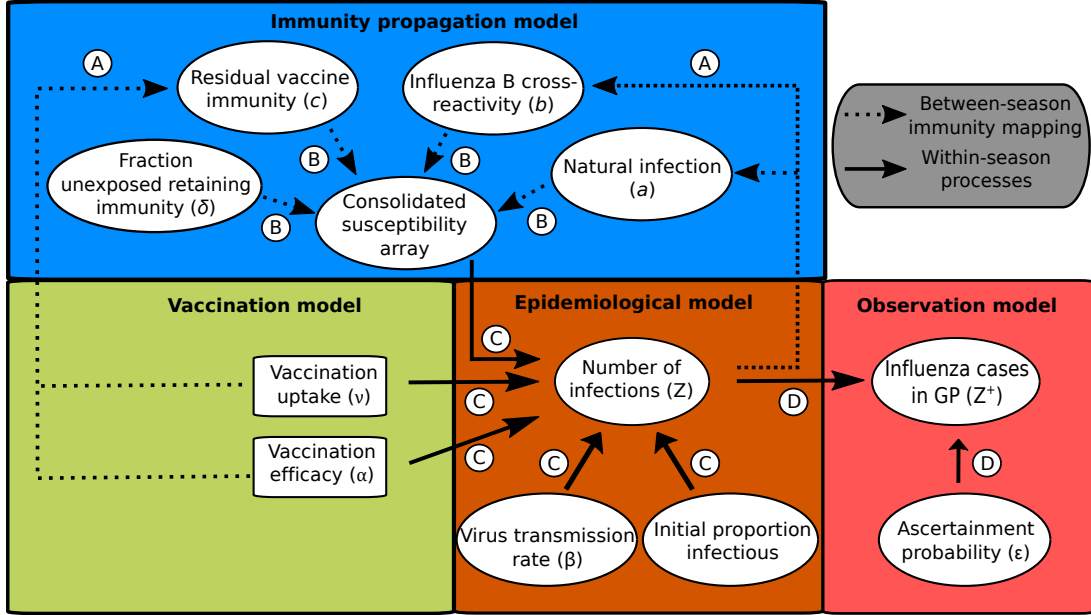 Immunity propagation model
A
A
Residual vaccine
immunity (c)
Influenza B cross-
reactivity (b)
Between-season
immunity mapping
Within-season
processes
B
B
Fraction
unexposed retaining
immunity (δ)
Natural infection
(a)
B
B
Consolidated
susceptibility
array
Vaccination model
Epidemiological model
Observation model
C
Vaccination
uptake (ν)
C
Number of
infections (Z)
D
Influenza cases
in GP (Z⁺)
Vaccination
efficacy (α)
C
C
C
D
Virus transmission
rate (β)
Initial proportion
infectious
Ascertainment
probability (ε)